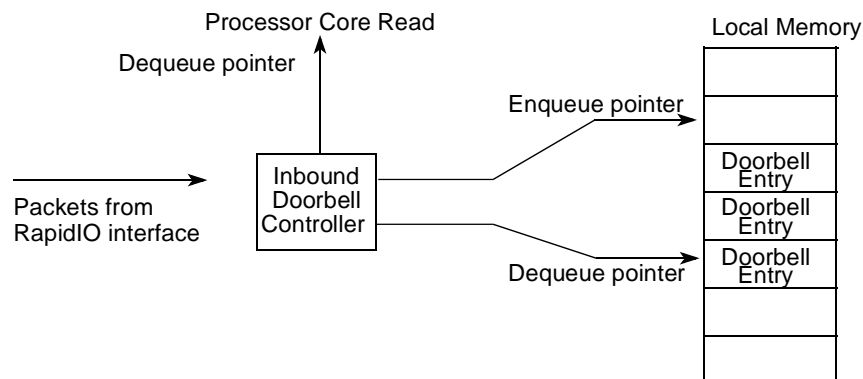 Processor Core Read
Local Memory
Dequeue pointer
Enqueue pointer
Inbound
Doorbell
Controller
Doorbell
Entry
Packets from
RapidIO interface
Doorbell
Entry
Dequeue pointer
Doorbell
Entry